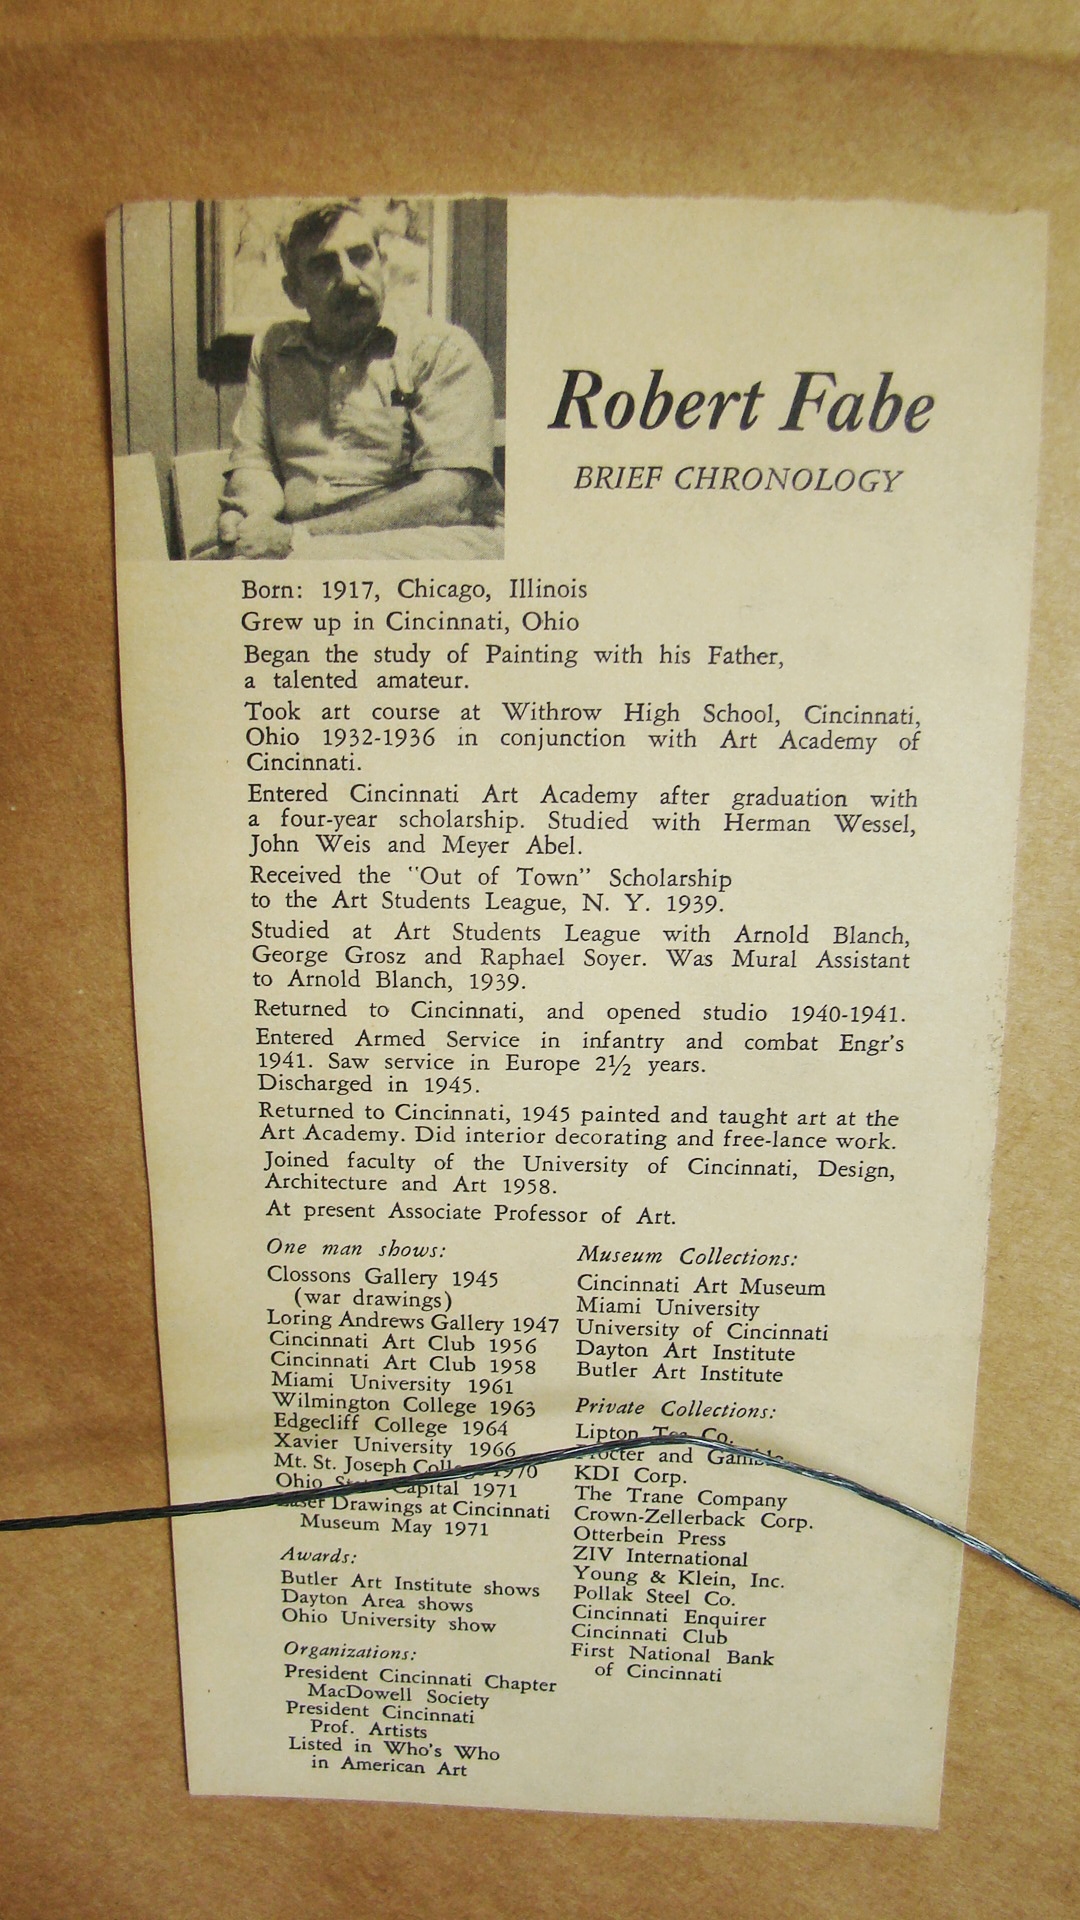 Robert Fabe
BRIEF CHRONOLOGY
Born: 1917, Chicago, Illinois
Grew up in Cincinnati, Ohio
Began the study of Painting with his Father,
a talented amateur.
Took art course at Withrow High School, Cincinnati,
Ohio 1932-1936 in conjunction with Art Academy of
Cincinnati.
Entered Cincinnati Art Academy after graduation with
a four-year scholarship. Studied with Herman Wessel,
John Weis and Meyer Abel.
Received the "Out of Town" Scholarship
to the Art Students League, N. Y. 1939.
Studied at Art Students League with Arnold Blanch,
George Grosz and Raphael Soyer. Was Mural Assistant
to Arnold Blanch, 1939.
Returned to Cincinnati, and opened studio 1940-1941.
Entered Armed Service in infantry and combat Engr's
1941. Saw service in Europe 2½ years.
Discharged in 1945.
Returned to Cincinnati, 1945 painted and taught art at the
Art Academy. Did interior decorating and free-lance work.
Joined faculty of the University of Cincinnati, Design,
Architecture and Art 1958.
At present Associate Professor of Art.
One man shows:
Clossons Gallery 1945
(war drawings)
Loring Andrews Gallery 1947
Cincinnati Art Club 1956
Cincinnati Art Club 1958
Miami University 1961
Wilmington College 1963
Edgecliff College 1964
Xavier University 1966
Mt. St. Joseph College 1970
Ohio State Capital 1971
Laser Drawings at Cincinnati
Museum May 1971
Awards:
Butler Art Institute shows
Dayton Area shows
Ohio University show
Organizations:
President Cincinnati Chapter
MacDowell Society
President Cincinnati
Prof. Artists
Listed in Who's Who
in American Art
Museum Collections:
Cincinnati Art Museum
Miami University
University of Cincinnati
Dayton Art Institute
Butler Art Institute
Private Collections:
Lipton Tea Co.
Procter and Gamble
KDI Corp.
The Trane Company
Crown-Zellerback Corp.
Otterbein Press
ZIV International
Young & Klein, Inc.
Pollak Steel Co.
Cincinnati Enquirer
Cincinnati Club
First National Bank
of Cincinnati